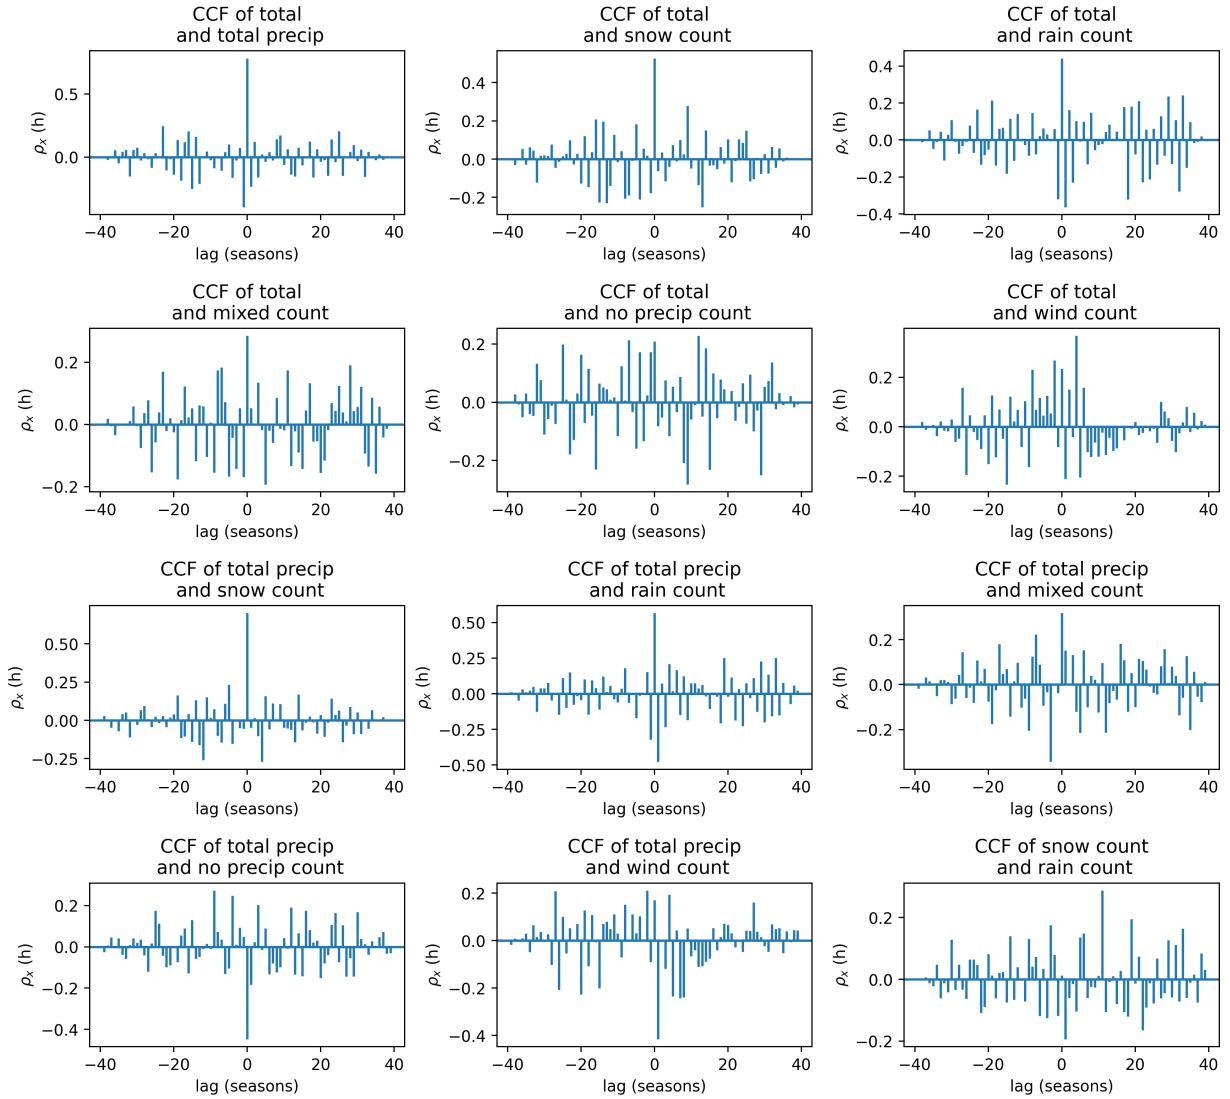 CCF of total
and total precip
CCF of total
and snow count
CCF of total
and rain count
ρx (h)
0.5
0.0
−40 −20 0 20 40
lag (seasons)
ρx (h)
0.4
0.2
0.0
−0.2
−40 −20 0 20 40
lag (seasons)
ρx (h)
0.4
0.2
0.0
−0.2
−0.4
−40 −20 0 20 40
lag (seasons)
CCF of total
and mixed count
CCF of total
and no precip count
CCF of total
and wind count
ρx (h)
0.2
0.0
−0.2
−40 −20 0 20 40
lag (seasons)
ρx (h)
0.2
0.0
−0.2
−40 −20 0 20 40
lag (seasons)
ρx (h)
0.2
0.0
−0.2
−40 −20 0 20 40
lag (seasons)
CCF of total precip
and snow count
CCF of total precip
and rain count
CCF of total precip
and mixed count
ρx (h)
0.50
0.25
0.00
−0.25
−40 −20 0 20 40
lag (seasons)
ρx (h)
0.50
0.25
0.00
−0.25
−0.50
−40 −20 0 20 40
lag (seasons)
ρx (h)
0.2
0.0
−0.2
−40 −20 0 20 40
lag (seasons)
CCF of total precip
and no precip count
CCF of total precip
and wind count
CCF of snow count
and rain count
ρx (h)
0.2
0.0
−0.2
−0.4
−40 −20 0 20 40
lag (seasons)
ρx (h)
0.2
0.0
−0.2
−0.4
−40 −20 0 20 40
lag (seasons)
ρx (h)
0.2
0.0
−0.2
−40 −20 0 20 40
lag (seasons)